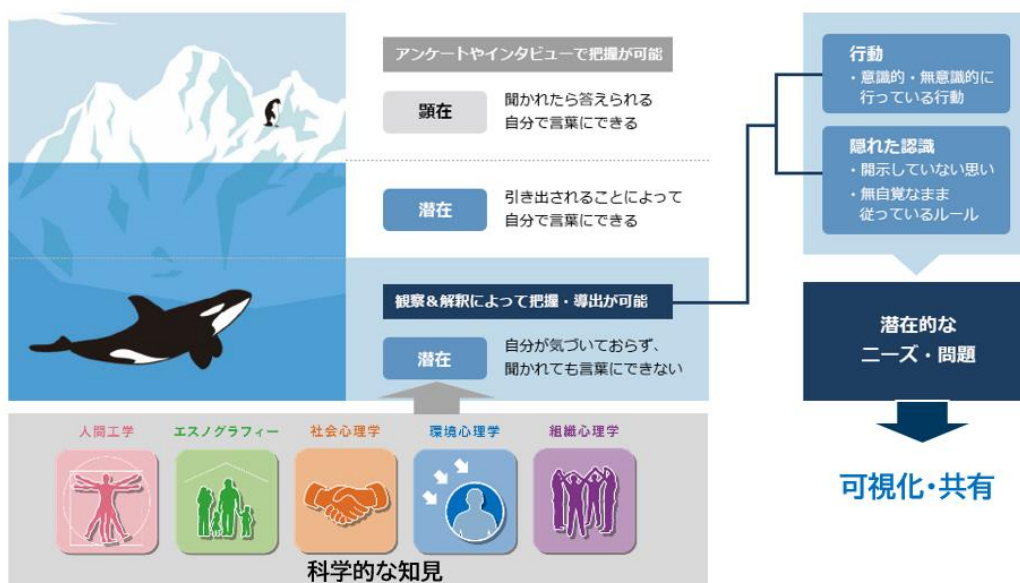 アンケートやインタビューで把握が可能
顕在
聞かれたら答えられる
自分で言葉にできる
潜在
引き出されることによって
自分で言葉にできる
観察&解釈によって把握・導出が可能
潜在
自分が気づいておらず、
聞かれても言葉にできない
人間工学
エスノグラフィー
社会心理学
環境心理学
組織心理学
科学的な知見
行動
・意識的・無意識的に
行っている行動
隠れた認識
・開示していない思い
・無自覚なまま
従っているルール
潜在的な
ニーズ・問題
可視化・共有